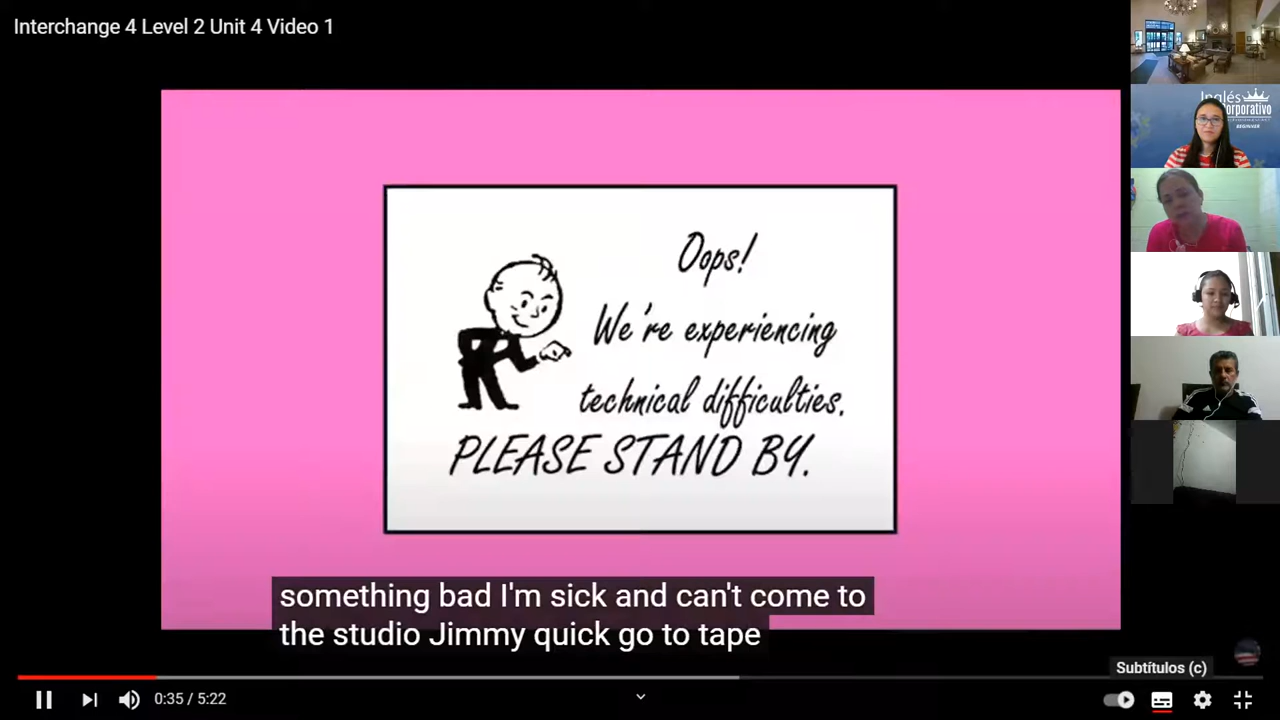 Interchange 4 Level 2 Unit 4 Video 1
Inglés
Corporativo
BEGINNER
Oops!
We're experiencing
technical difficulties.
PLEASE STAND BY.
something bad I'm sick and can't come to
the studio Jimmy quick go to tape
Subtítulos (c)
0:35 / 5:22